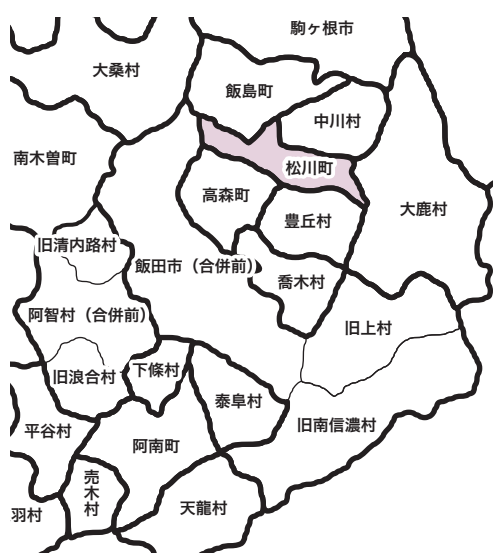 駒ヶ根市
大桑村
飯島町
中川村
南木曽町
松川町
高森町
豊丘村
大鹿村
旧清内路村
飯田市（合併前）
喬木村
阿智村（合併前）
旧上村
旧浪合村
下條村
泰阜村
旧南信濃村
平谷村
阿南町
売木村
天龍村
羽村